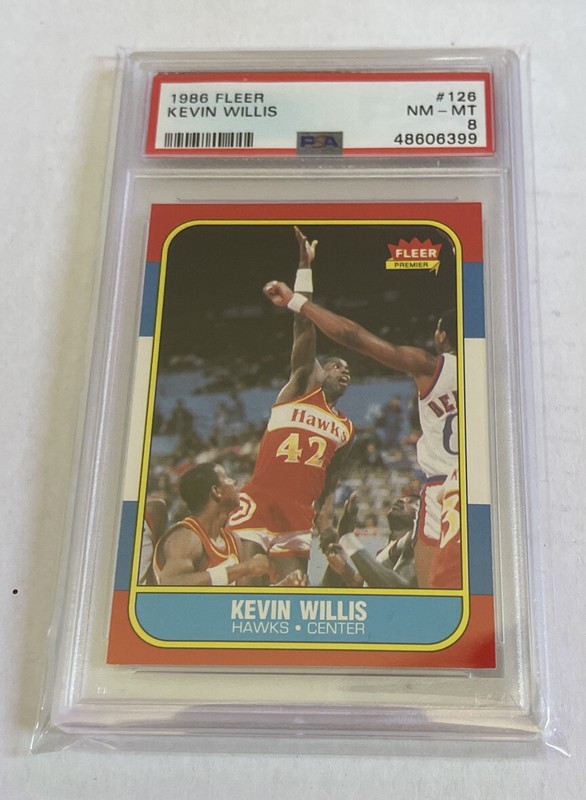 1986 FLEER
KEVIN WILLIS
#126
NM - MT
8
48606399
PSA
FLEER
PREMIER
Hawks
42
KEVIN WILLIS
HAWKS • CENTER